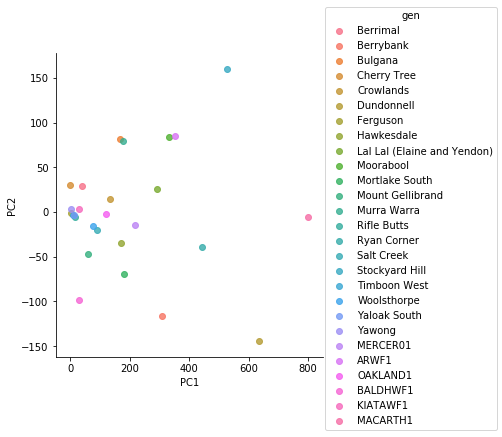 gen
Berrimal
Berrybank
Bulgana
Cherry Tree
Crowlands
Dundonnell
Ferguson
Hawkesdale
Lal Lal (Elaine and Yendon)
Moorabool
Mortlake South
Mount Gellibrand
Murra Warra
Rifle Butts
Ryan Corner
Salt Creek
Stockyard Hill
Timboon West
Woolsthorpe
Yaloak South
Yawong
MERCER01
ARWF1
OAKLAND1
BALDHWF1
KIATAWF1
MACARTH1
PC2
150
100
50
0
−50
−100
−150
0 200 400 600 800
PC1